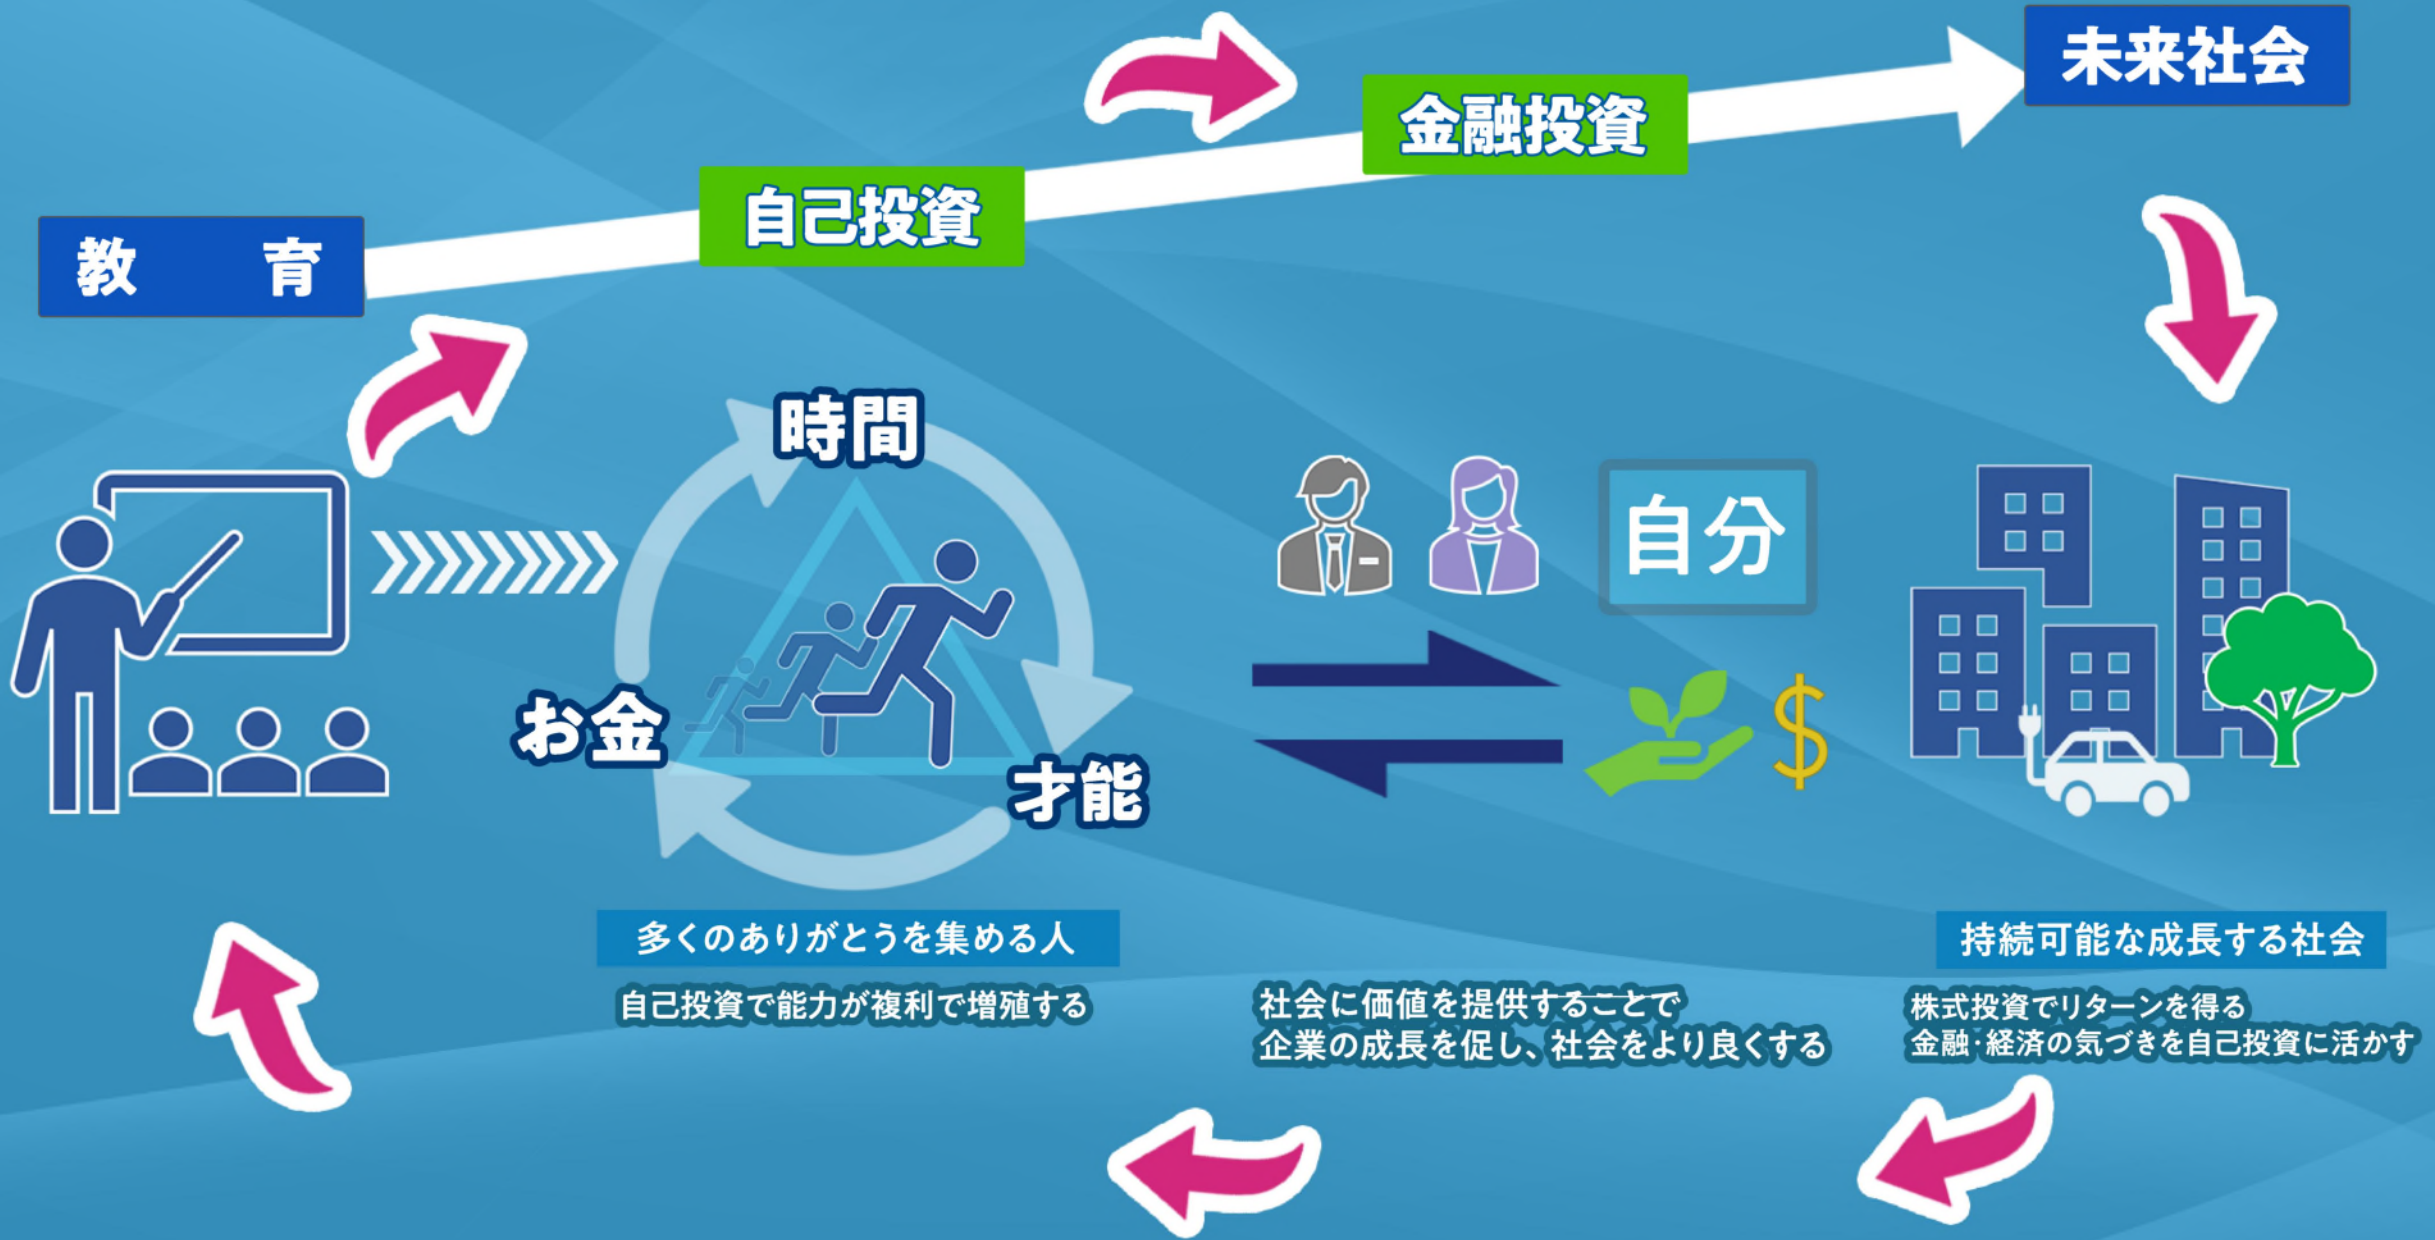 未来社会
金融投資
自己投資
教　育
時間
お金
才能
自分
多くのありがとうを集める人
自己投資で能力が複利で増殖する
社会に価値を提供することで
企業の成長を促し、社会をより良くする
持続可能な成長する社会
株式投資でリターンを得る
金融・経済の気づきを自己投資に活かす